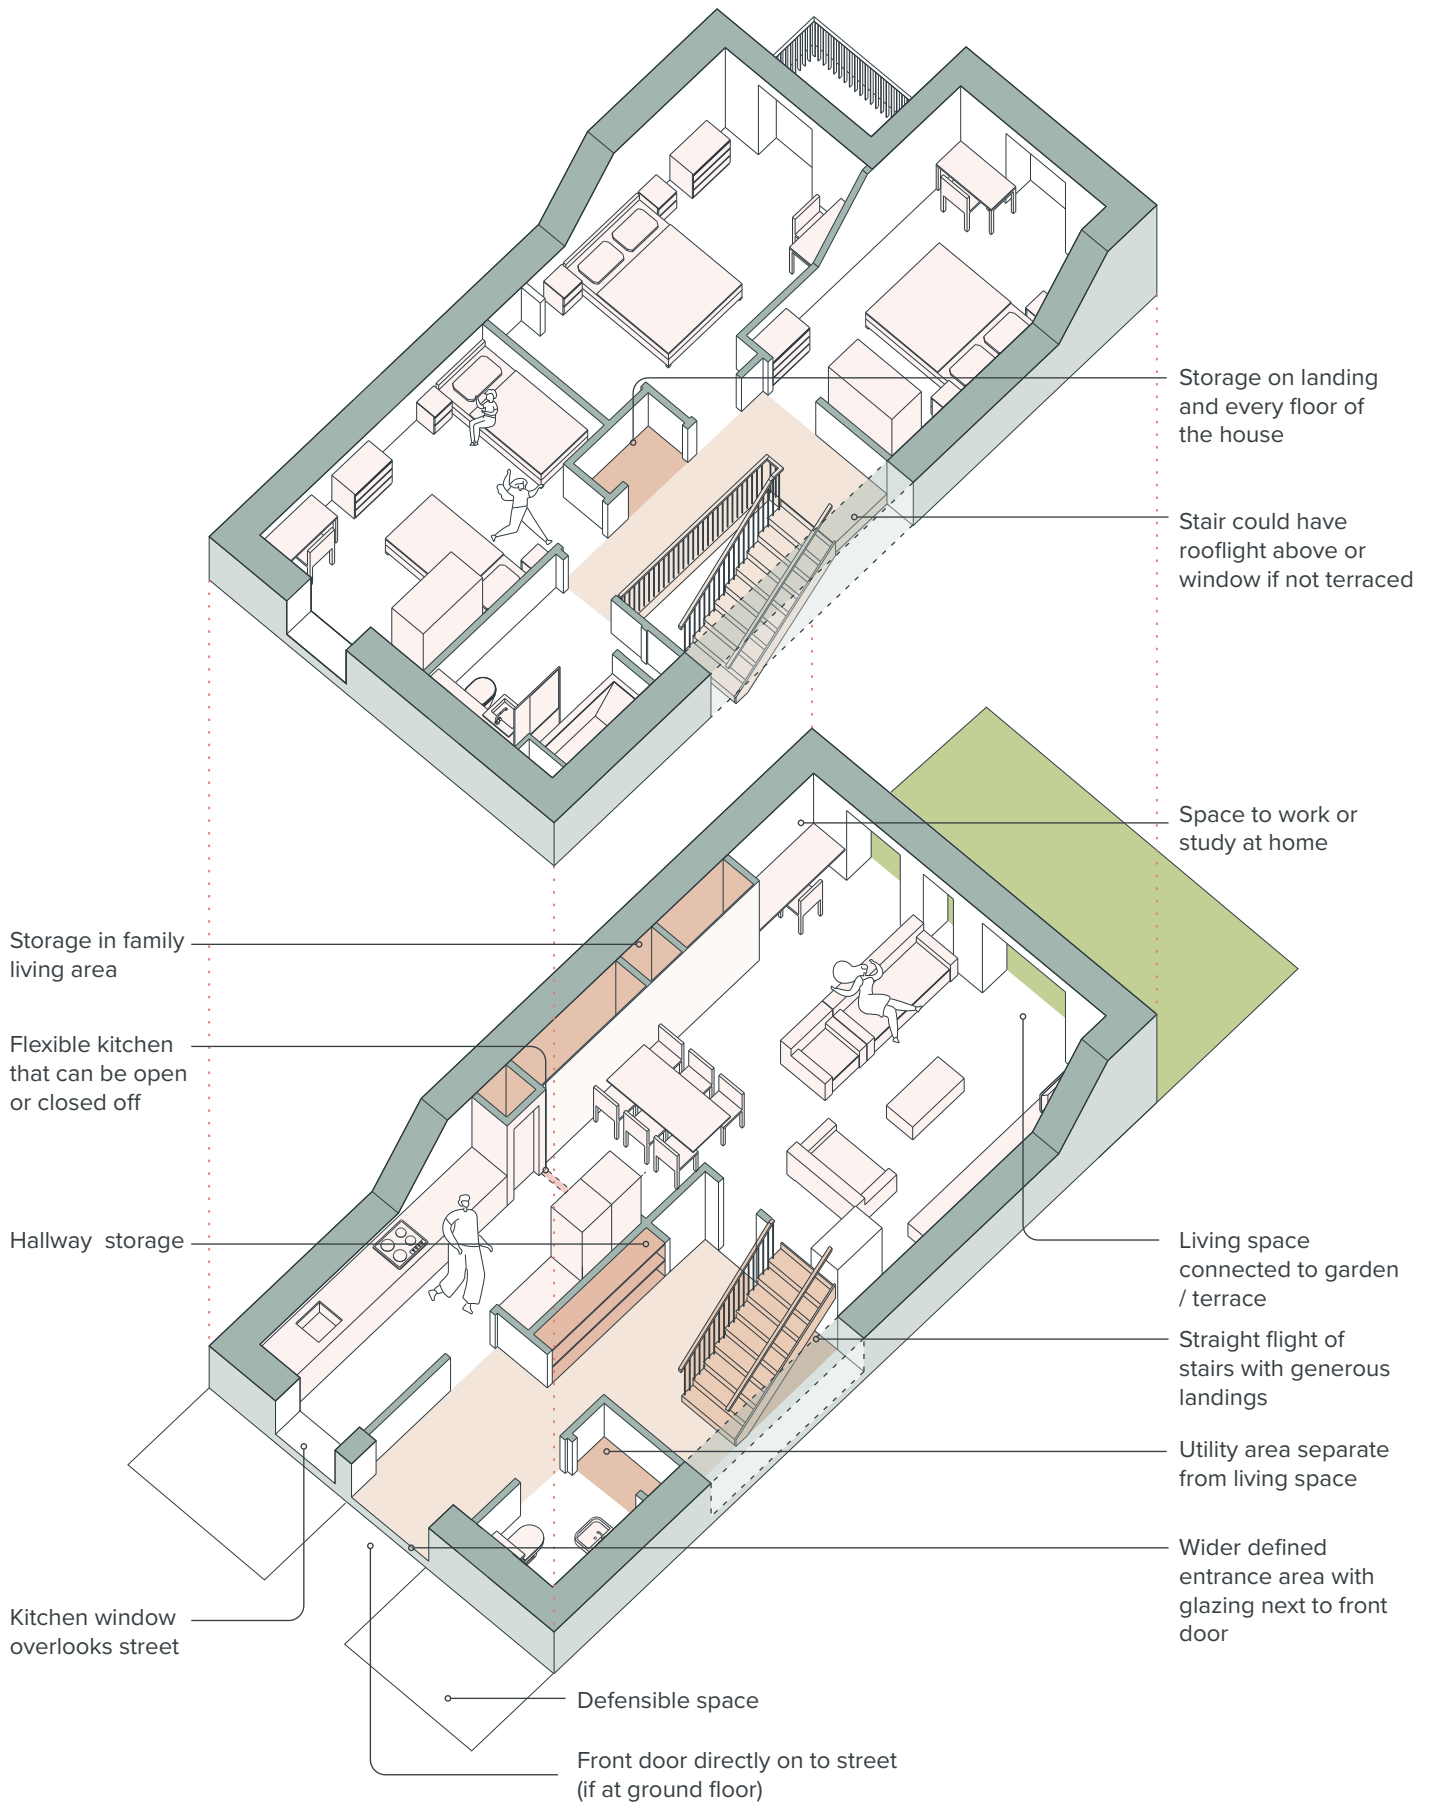 Storage on landing
and every floor of
the house
Stair could have
rooflight above or
window if not terraced
Space to work or
study at home
Storage in family
living area
Flexible kitchen
that can be open
or closed off
Hallway storage
Living space
connected to garden
/ terrace
Straight flight of
stairs with generous
landings
Utility area separate
from living space
Wider defined
entrance area with
glazing next to front
door
Kitchen window
overlooks street
Defensible space
Front door directly on to street
(if at ground floor)